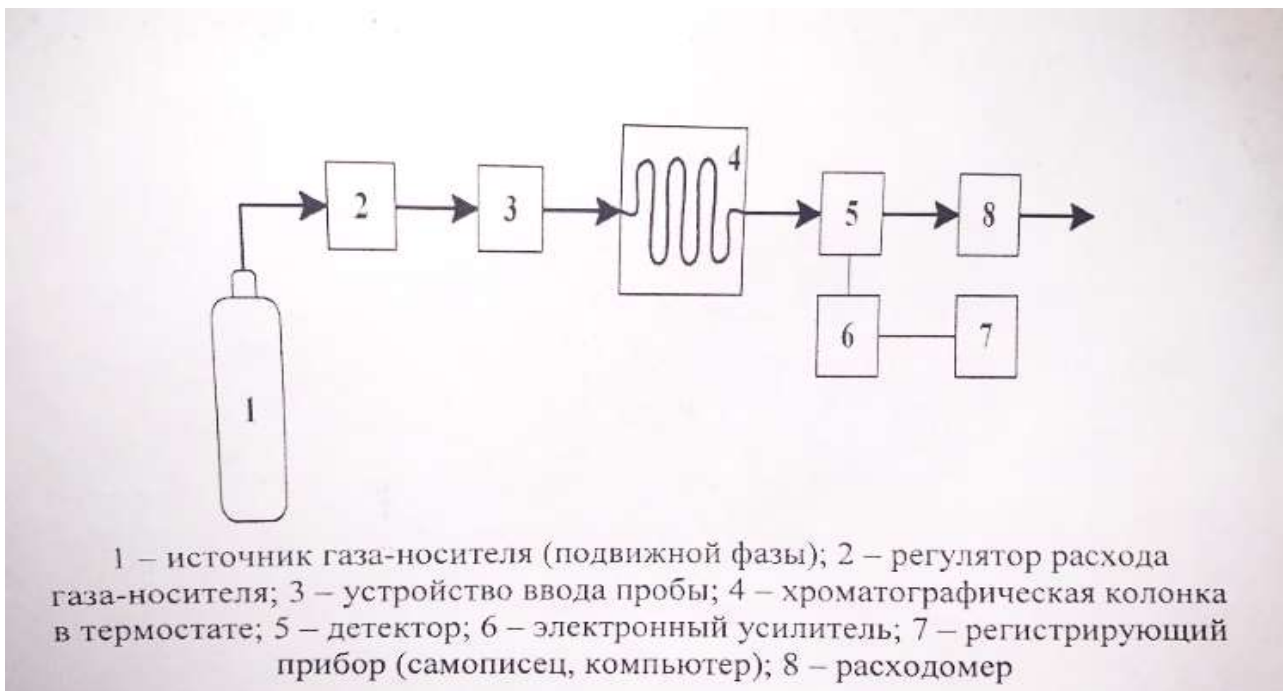 2
3
4
5
8
6
7
1
1 – источник газа-носителя (подвижной фазы); 2 – регулятор расхода
газа-носителя; 3 – устройство ввода пробы; 4 – хроматографическая колонка
в термостате; 5 – детектор; 6 – электронный усилитель; 7 – регистрирующий
прибор (самописец, компьютер); 8 – расходомер